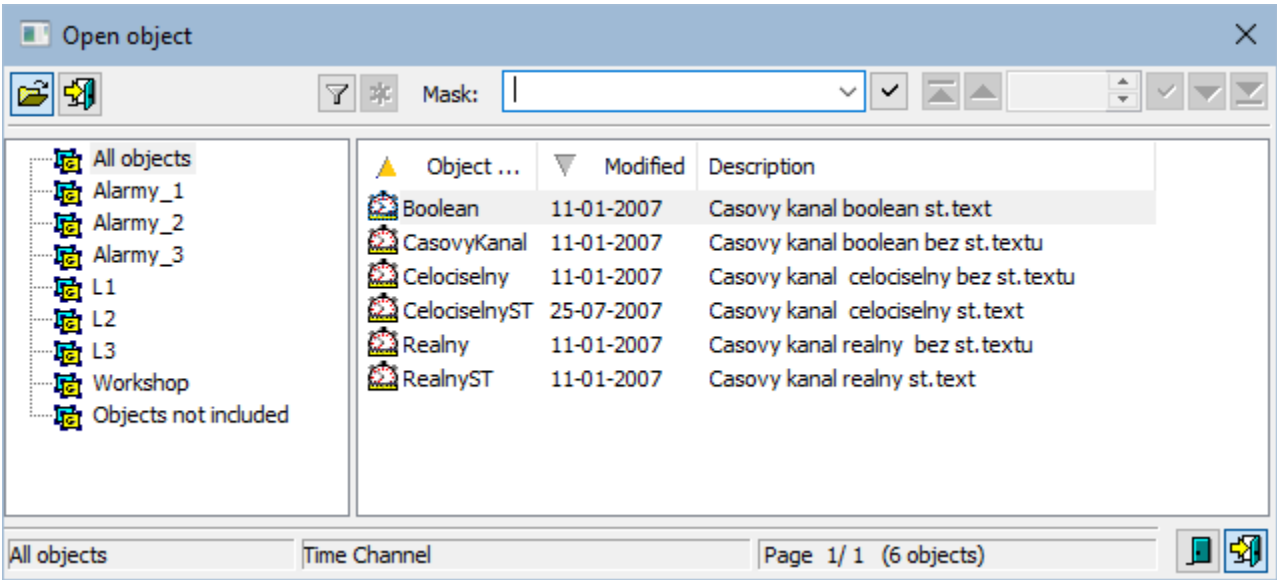 Open object
Mask:
All objects
Alarmy_1
Alarmy_2
Alarmy_3
L1
L2
L3
Workshop
Objects not included
Object ... Modified Description
Boolean 11-01-2007 Casovy kanal boolean st.text
CasovyKanal 11-01-2007 Casovy kanal boolean bez st.textu
Celociselny 11-01-2007 Casovy kanal  celociselny bez st.textu
CelociselnyST 25-07-2007 Casovy kanal  celociselny st.text
Realny 11-01-2007 Casovy kanal realny  bez st.textu
RealnyST 11-01-2007 Casovy kanal realny st.text
All objects Time Channel Page 1/ 1 (6 objects)